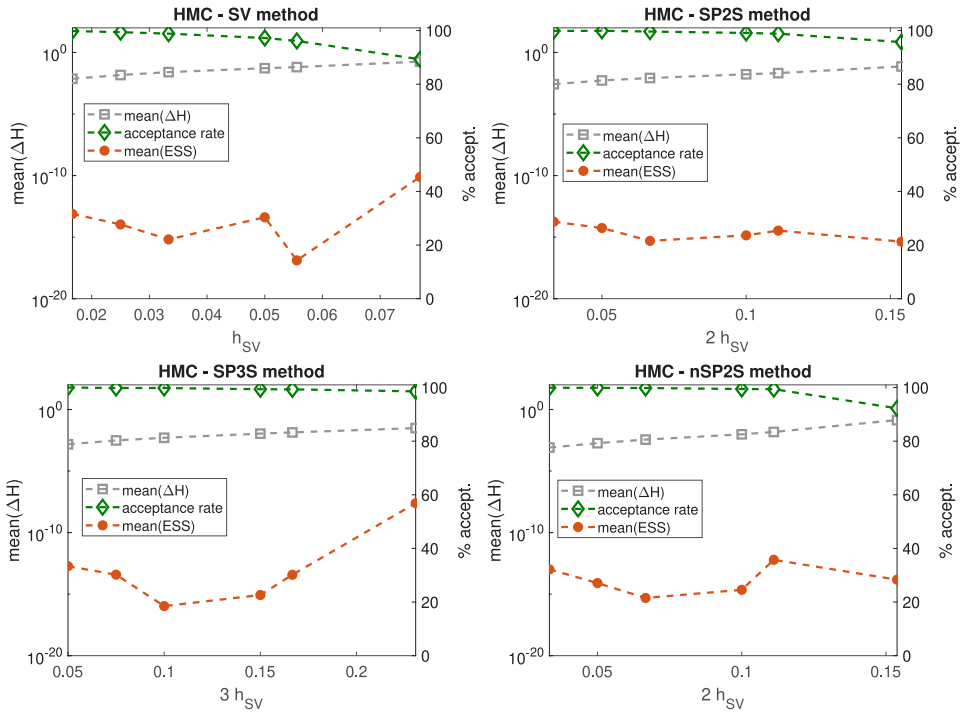 HMC - SV method
10^0
10^-10
10^-20
mean(ΔH)
mean(ΔH)
acceptance rate
mean(ESS)
100
80
60
40
20
0
% accept.
0.02 0.03 0.04 0.05 0.06 0.07
h_SV
HMC - SP2S method
10^0
10^-10
10^-20
mean(ΔH)
mean(ΔH)
acceptance rate
mean(ESS)
100
80
60
40
20
0
% accept.
0.05 0.1 0.15
2 h_SV
HMC - SP3S method
10^0
10^-10
10^-20
mean(ΔH)
mean(ΔH)
acceptance rate
mean(ESS)
100
80
60
40
20
0
% accept.
0.05 0.1 0.15 0.2
3 h_SV
HMC - nSP2S method
10^0
10^-10
10^-20
mean(ΔH)
mean(ΔH)
acceptance rate
mean(ESS)
100
80
60
40
20
0
% accept.
0.05 0.1 0.15
2 h_SV